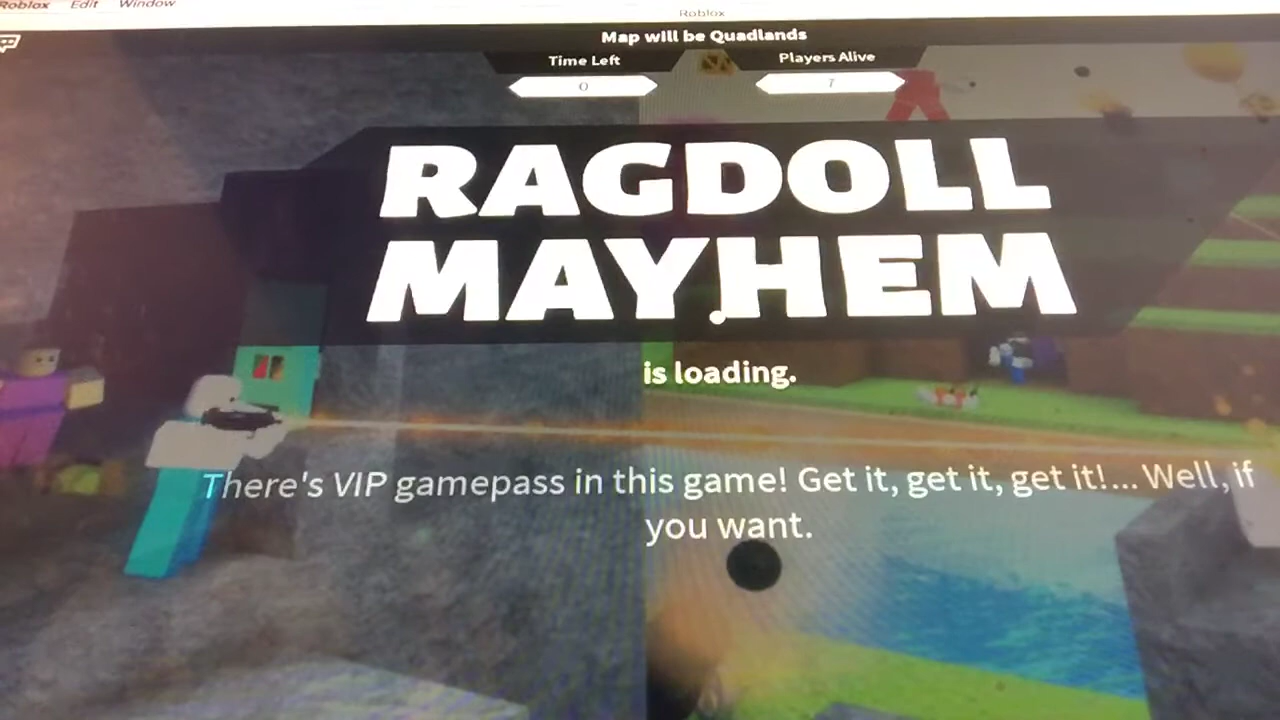 Roblox Edit Window
Roblox
Map will be Quadlands
Time Left
Players Alive
0
7
RAGDOLL
MAYHEM
is loading.
There's VIP gamepass in this game! Get it, get it, get it!... Well, if
you want.